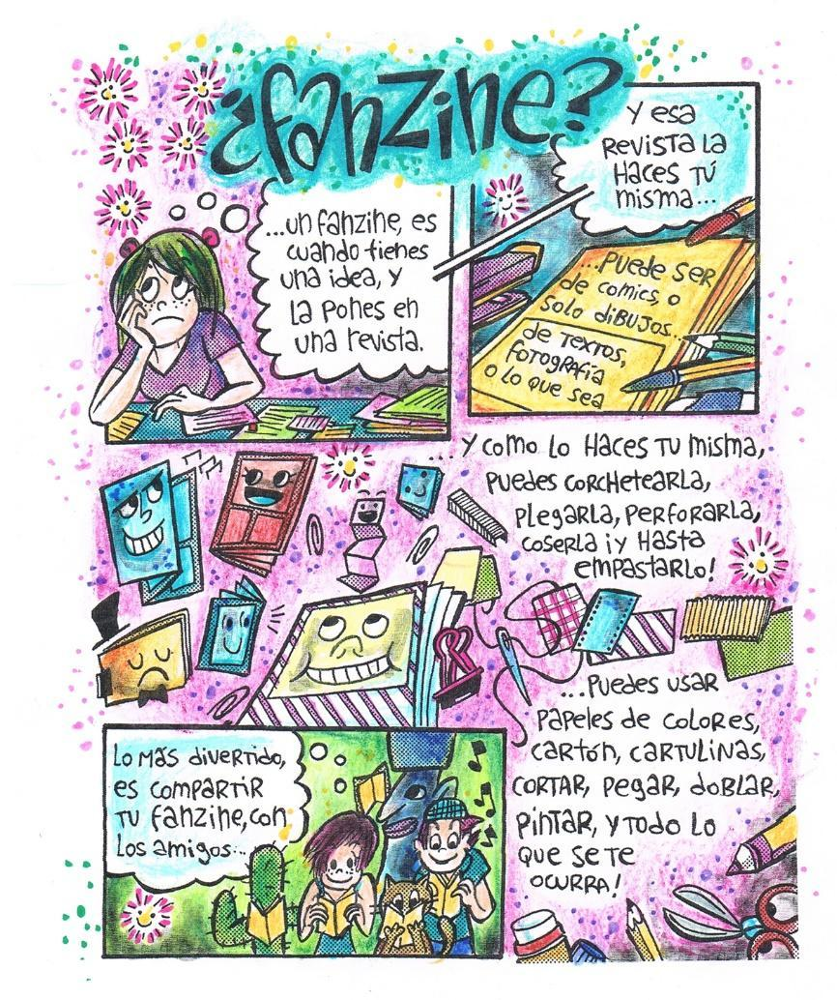 ¿fanzine?
...un fanzine, es
cuando tienes
una idea, y
la pones en
una revista.
Y esa
revista la
haces tú
misma...
...puede ser
de comics, o
solo dibujos...
de textos,
fotografia
o lo que sea
...y como lo haces tu misma,
puedes corchetearla,
plegarla, perforarla,
coserla ¡y hasta
empastarlo!
...puedes usar
papeles de colores,
cartón, cartulinas,
cortar, pegar, doblar,
pintar, y todo lo
que se te
ocurra!
Lo más divertido,
es compartir
tu fanzine, con
los amigos...